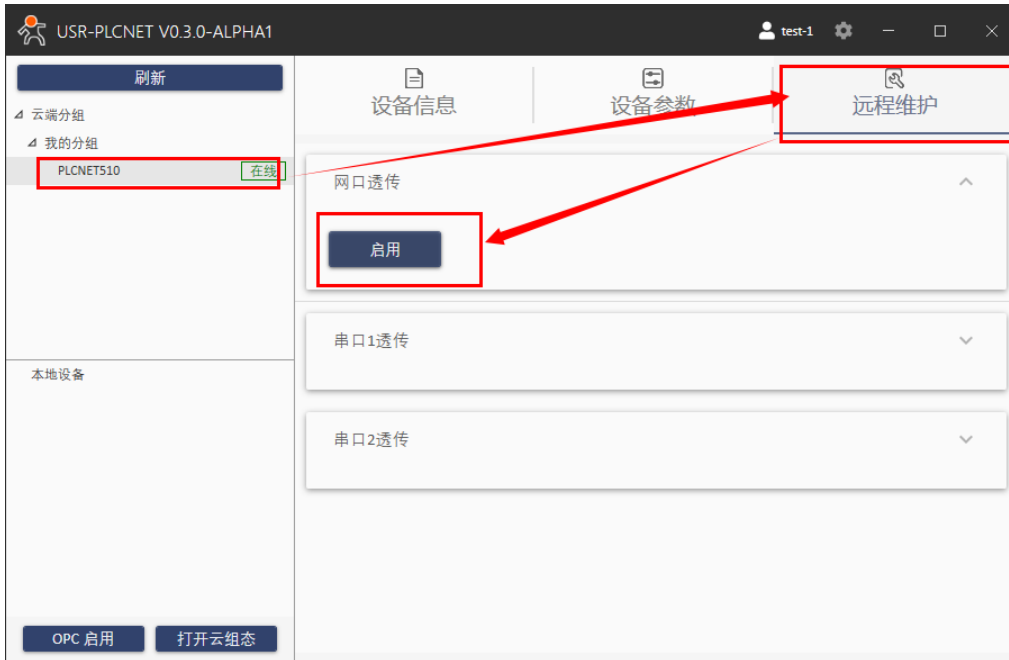 USR-PLCNET V0.3.0-ALPHA1
test-1
刷新
云端分组
我的分组
PLCNET510
在线
本地设备
OPC 启用
打开云组态
设备信息
设备参数
远程维护
网口透传
启用
串口1透传
串口2透传